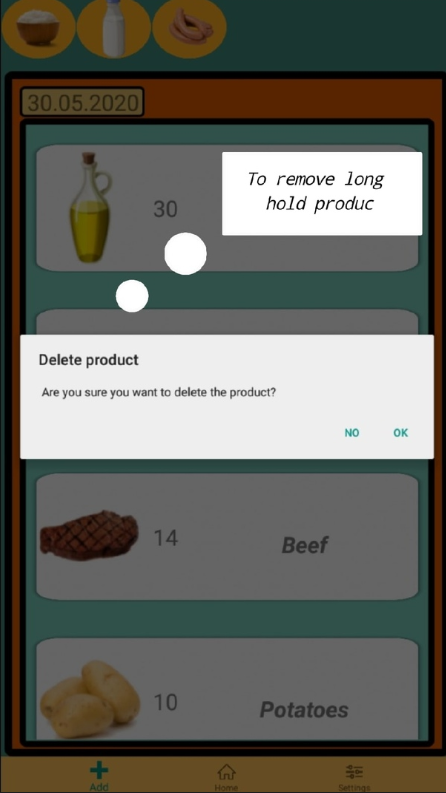 30.05.2020
30
To remove long
hold produc
Delete product
Are you sure you want to delete the product?
NO OK
14 Beef
10 Potatoes
Add Home Settings